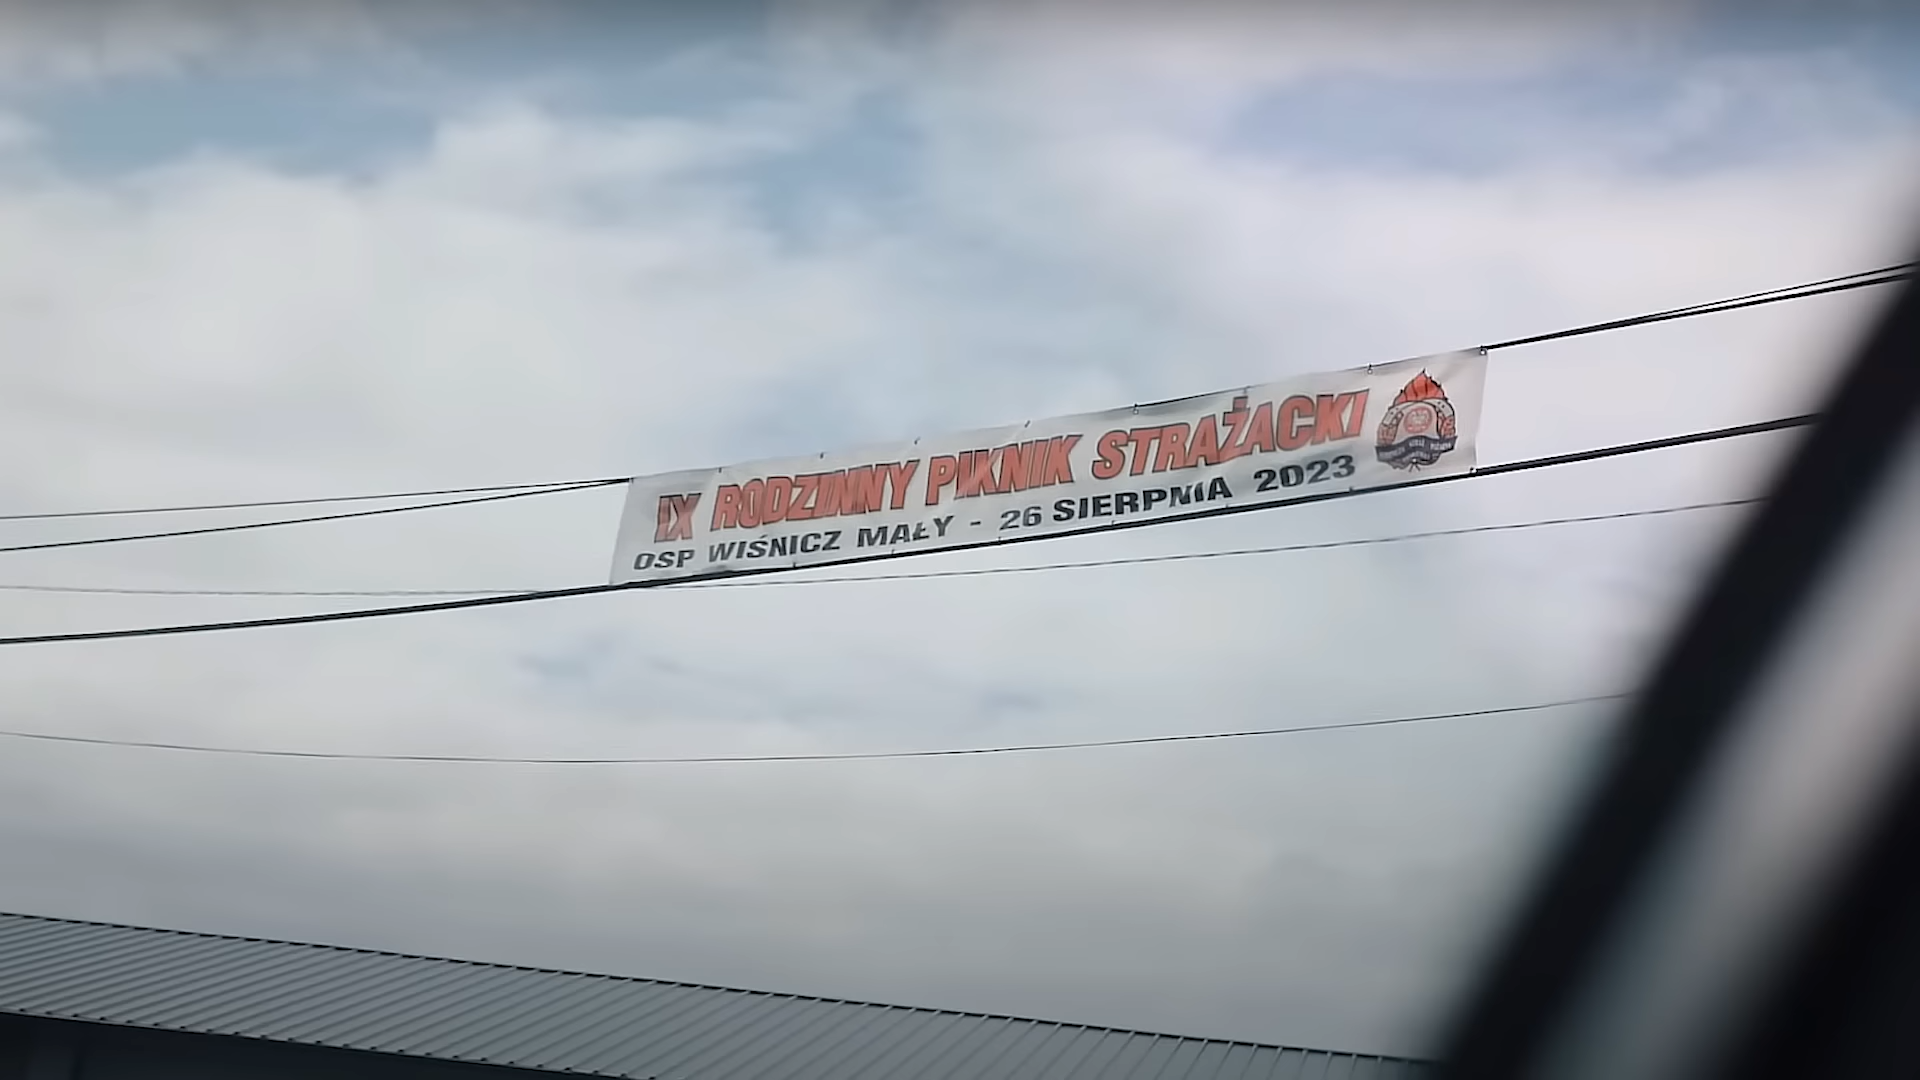 IX RODZINNY PIKNIK STRAŻACKI
OSP WIŚNICZ MAŁY - 26 SIERPNIA 2023